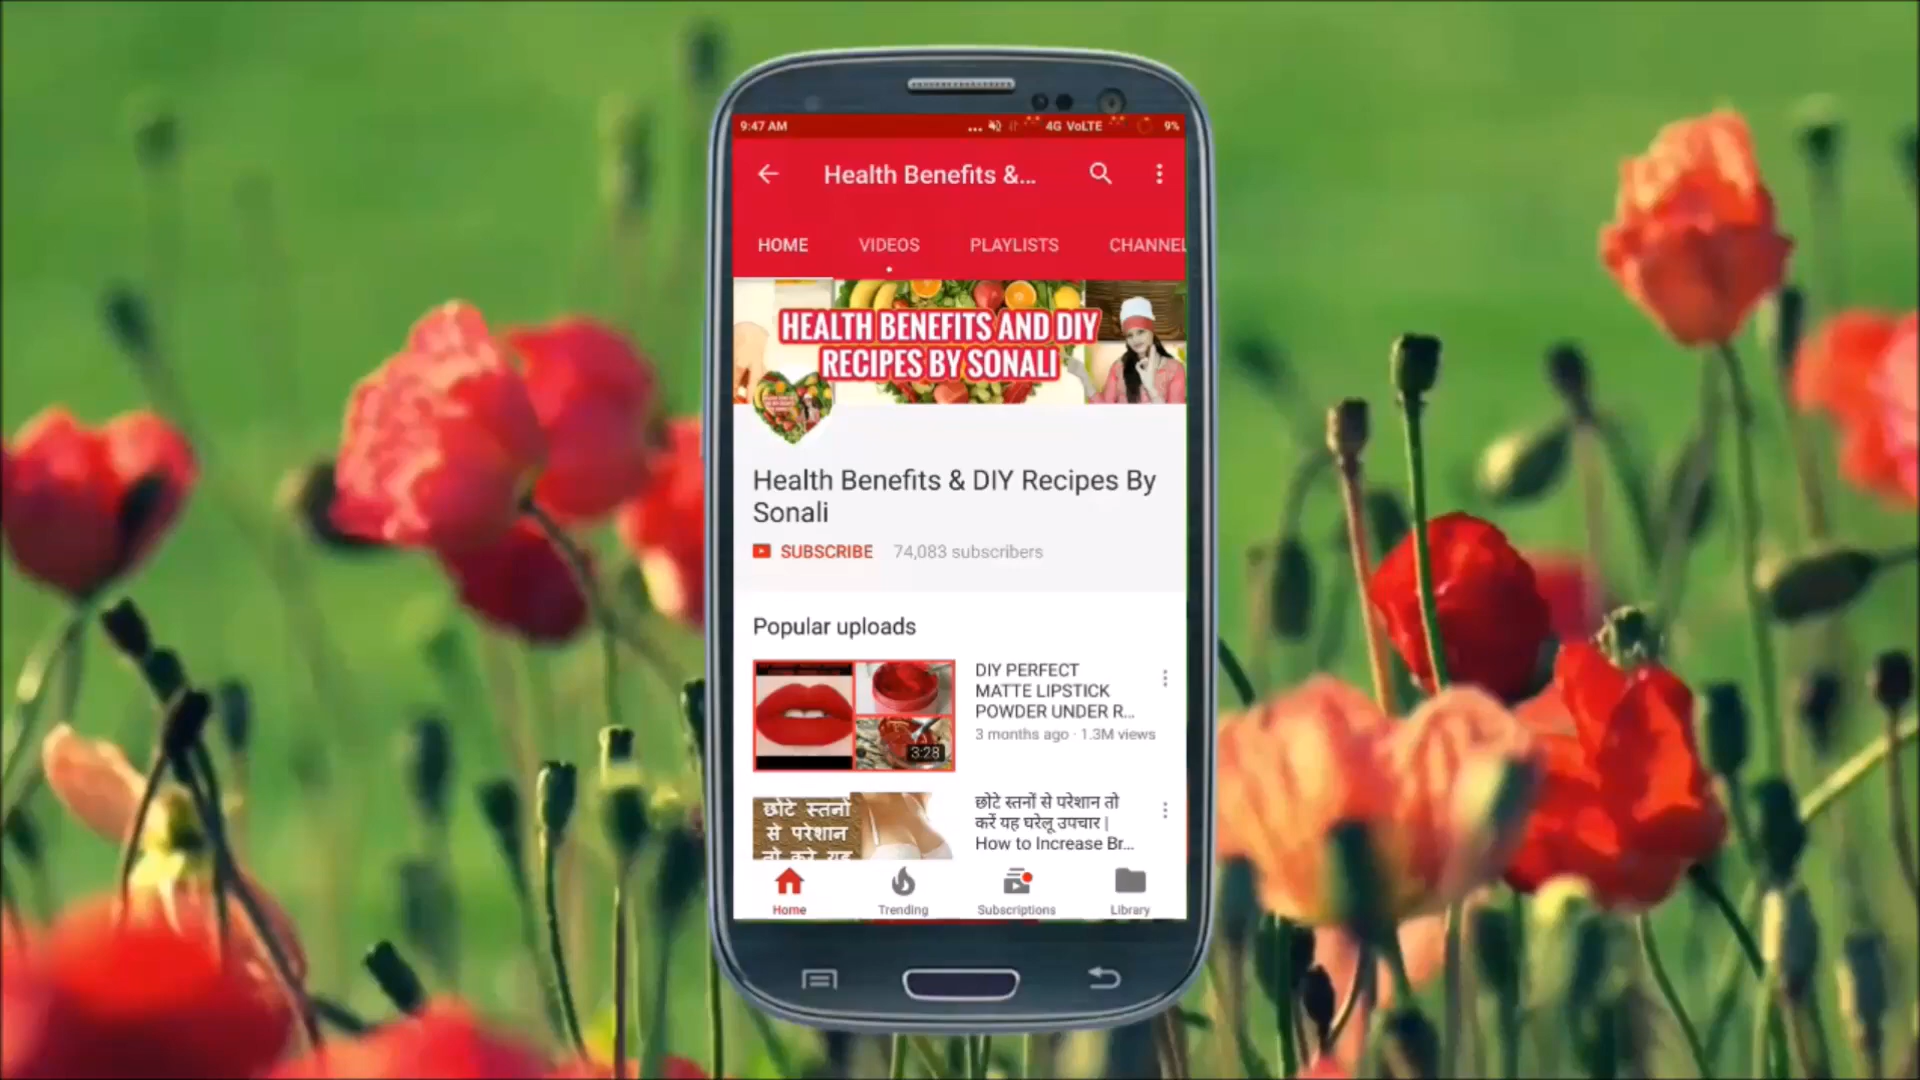 9:47 AM
4G VoLTE
9%
Health Benefits &...
HOME
VIDEOS
PLAYLISTS
CHANNEL
HEALTH BENEFITS AND DIY
RECIPES BY SONALI
Health Benefits & DIY Recipes By
Sonali
SUBSCRIBE
74,083 subscribers
Popular uploads
3:28
DIY PERFECT
MATTE LIPSTICK
POWDER UNDER R...
3 months ago · 1.3M views
छोटे स्तनों
से परेशान
तो करे यह
छोटे स्तनों से परेशान तो
करें यह घरेलू उपचार |
How to Increase Br...
Home
Trending
Subscriptions
Library